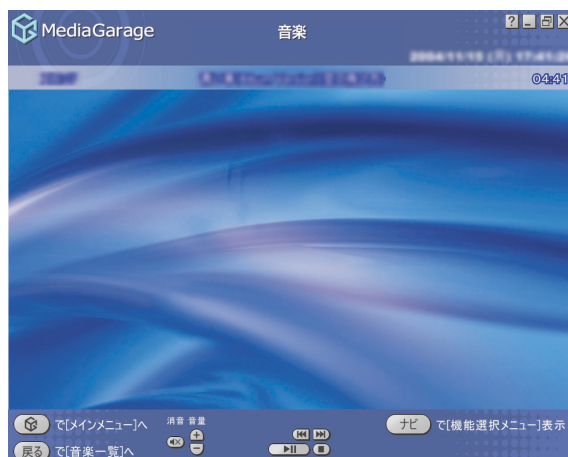 MediaGarage
音楽
04:41
で[メインメニュー]へ
消音 音量
ナビ で[機能選択メニュー]表示
戻る で[音楽一覧]へ